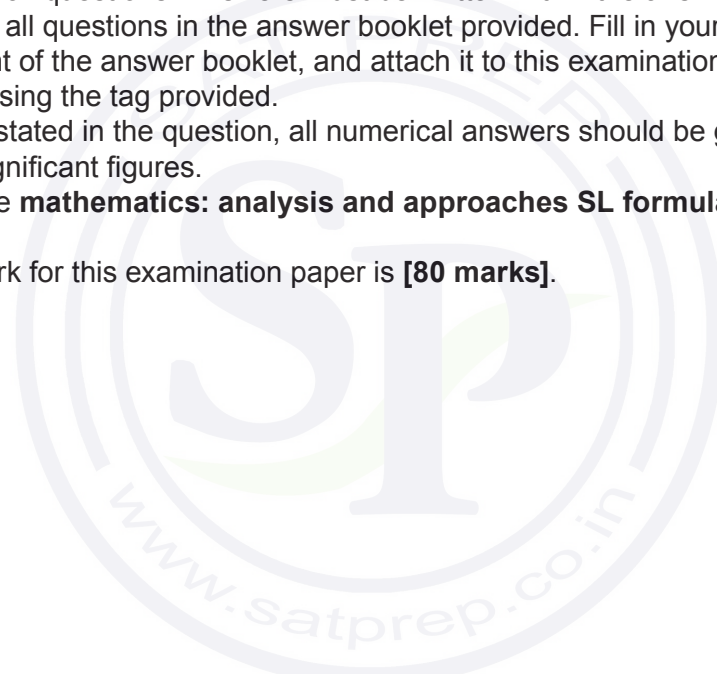 all questions in the answer booklet provided. Fill in your
t of the answer booklet, and attach it to this examination
sing the tag provided.
stated in the question, all numerical answers should be
gnificant figures.
e mathematics: analysis and approaches SL formula
rk for this examination paper is [80 marks].
SATPREP
SP
www.satprep.co.in